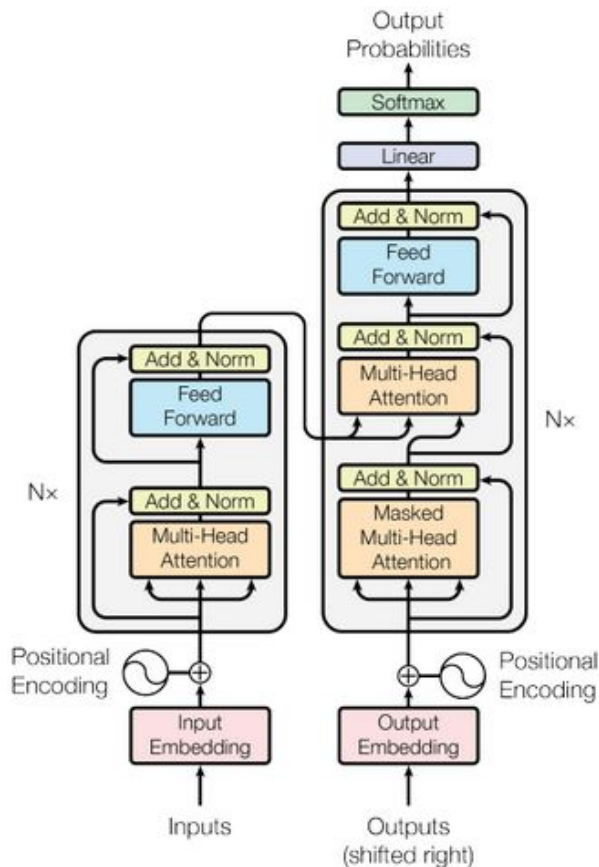 Output
Probabilities
Softmax
Linear
Add & Norm
Feed
Forward
Add & Norm
Multi-Head
Attention
Nx
Add & Norm
Masked
Multi-Head
Attention
Positional
Encoding
Output
Embedding
Outputs
(shifted right)
Add & Norm
Feed
Forward
Nx
Add & Norm
Multi-Head
Attention
Positional
Encoding
Input
Embedding
Inputs